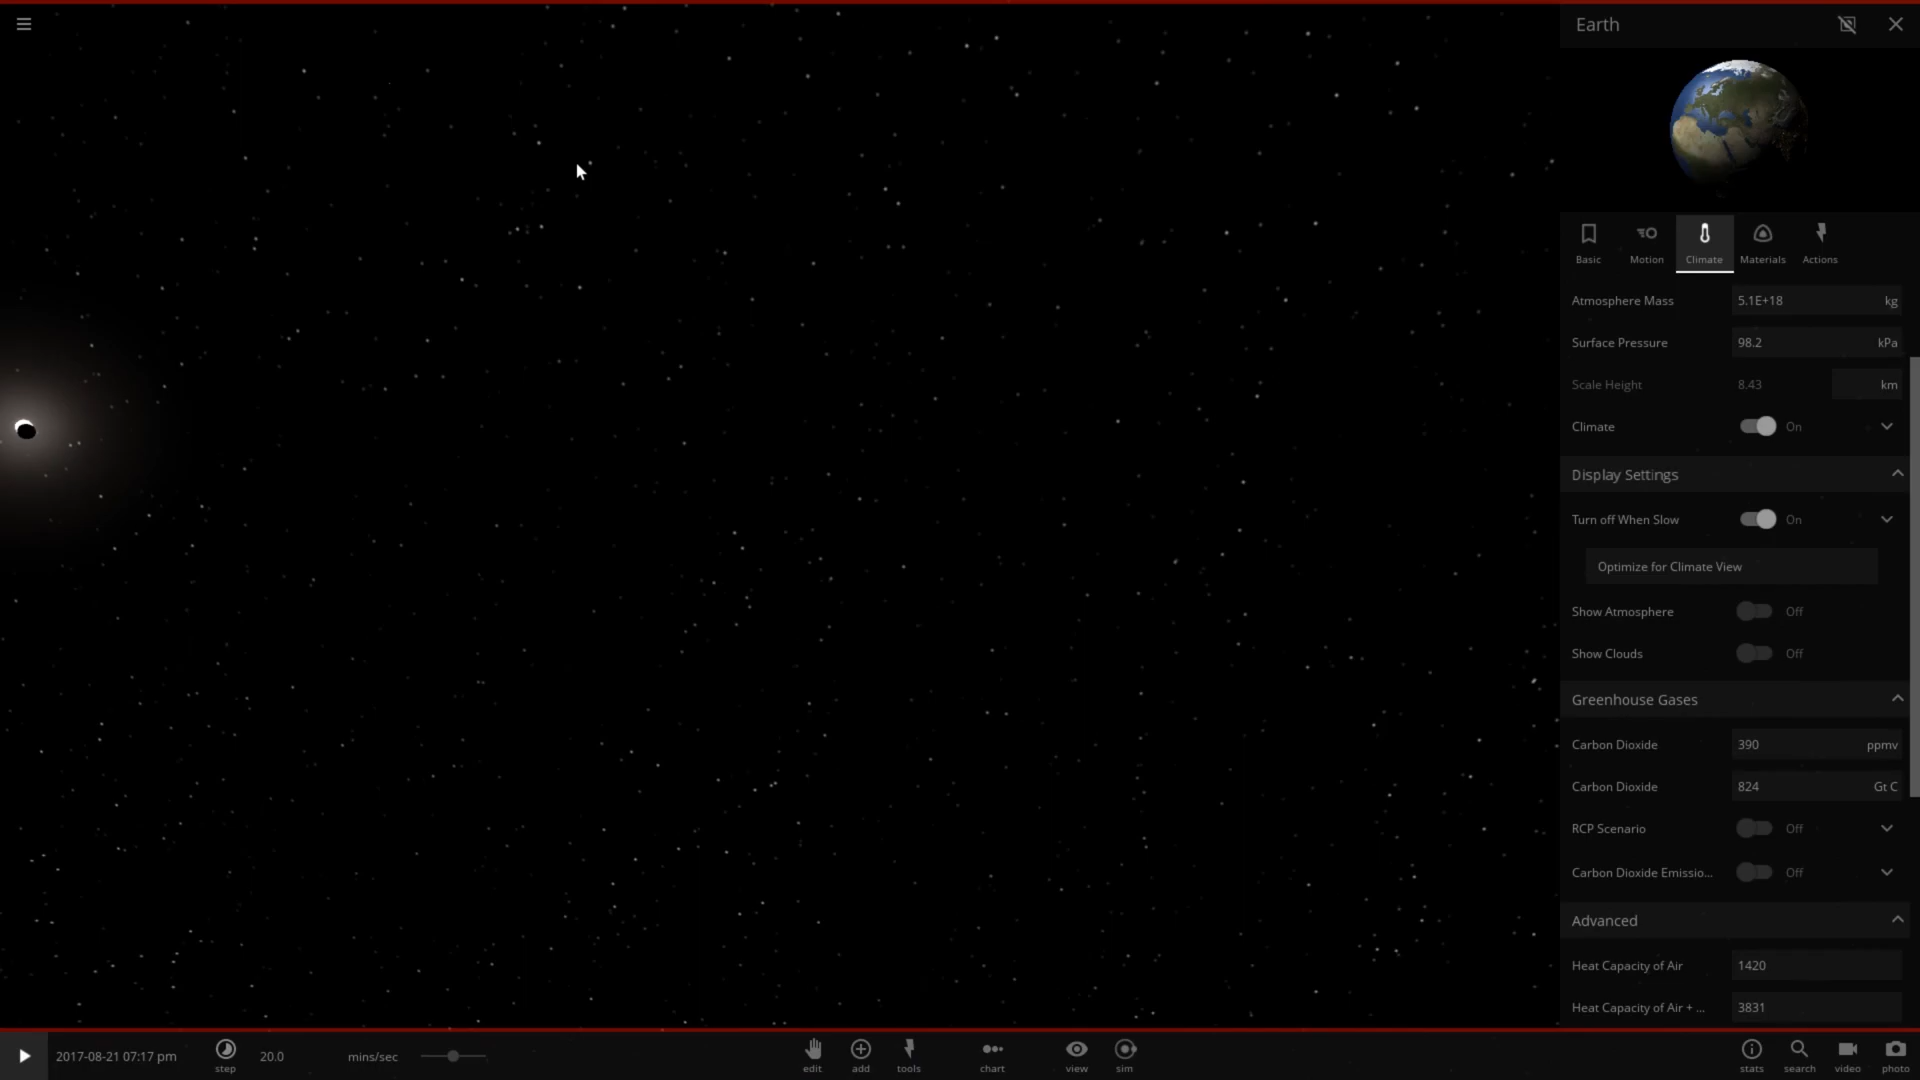 Earth
Basic Motion Climate Materials Actions
Atmosphere Mass 5.1E+18 kg
Surface Pressure 98.2 kPa
Scale Height 8.43 km
Climate On
Display Settings
Turn off When Slow On
Optimize for Climate View
Show Atmosphere Off
Show Clouds Off
Greenhouse Gases
Carbon Dioxide 390 ppmv
Carbon Dioxide 824 Gt C
RCP Scenario Off
Carbon Dioxide Emissio... Off
Advanced
Heat Capacity of Air 1420
Heat Capacity of Air + ... 3831
2017-08-21 07:17 pm step 20.0 mins/sec edit add tools chart view sim stats search video photo